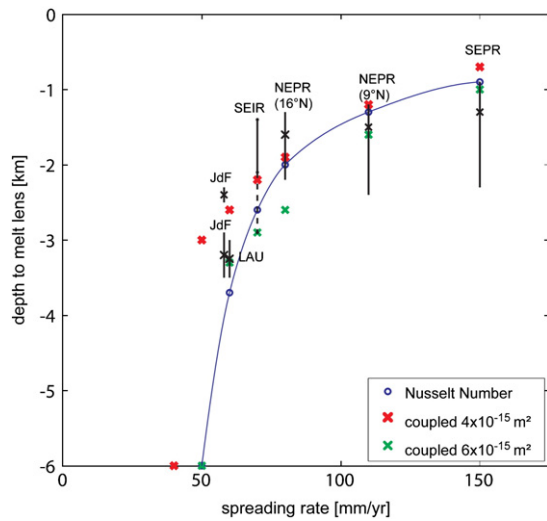 0
-1
-2
-3
-4
-5
-6
depth to melt lens [km]
0
50
100
150
spreading rate [mm/yr]
SEPR
NEPR
(16°N)
NEPR
(9°N)
SEIR
JdF
JdF
LAU
Nusselt Number
coupled 4x10⁻¹⁵ m²
coupled 6x10⁻¹⁵ m²